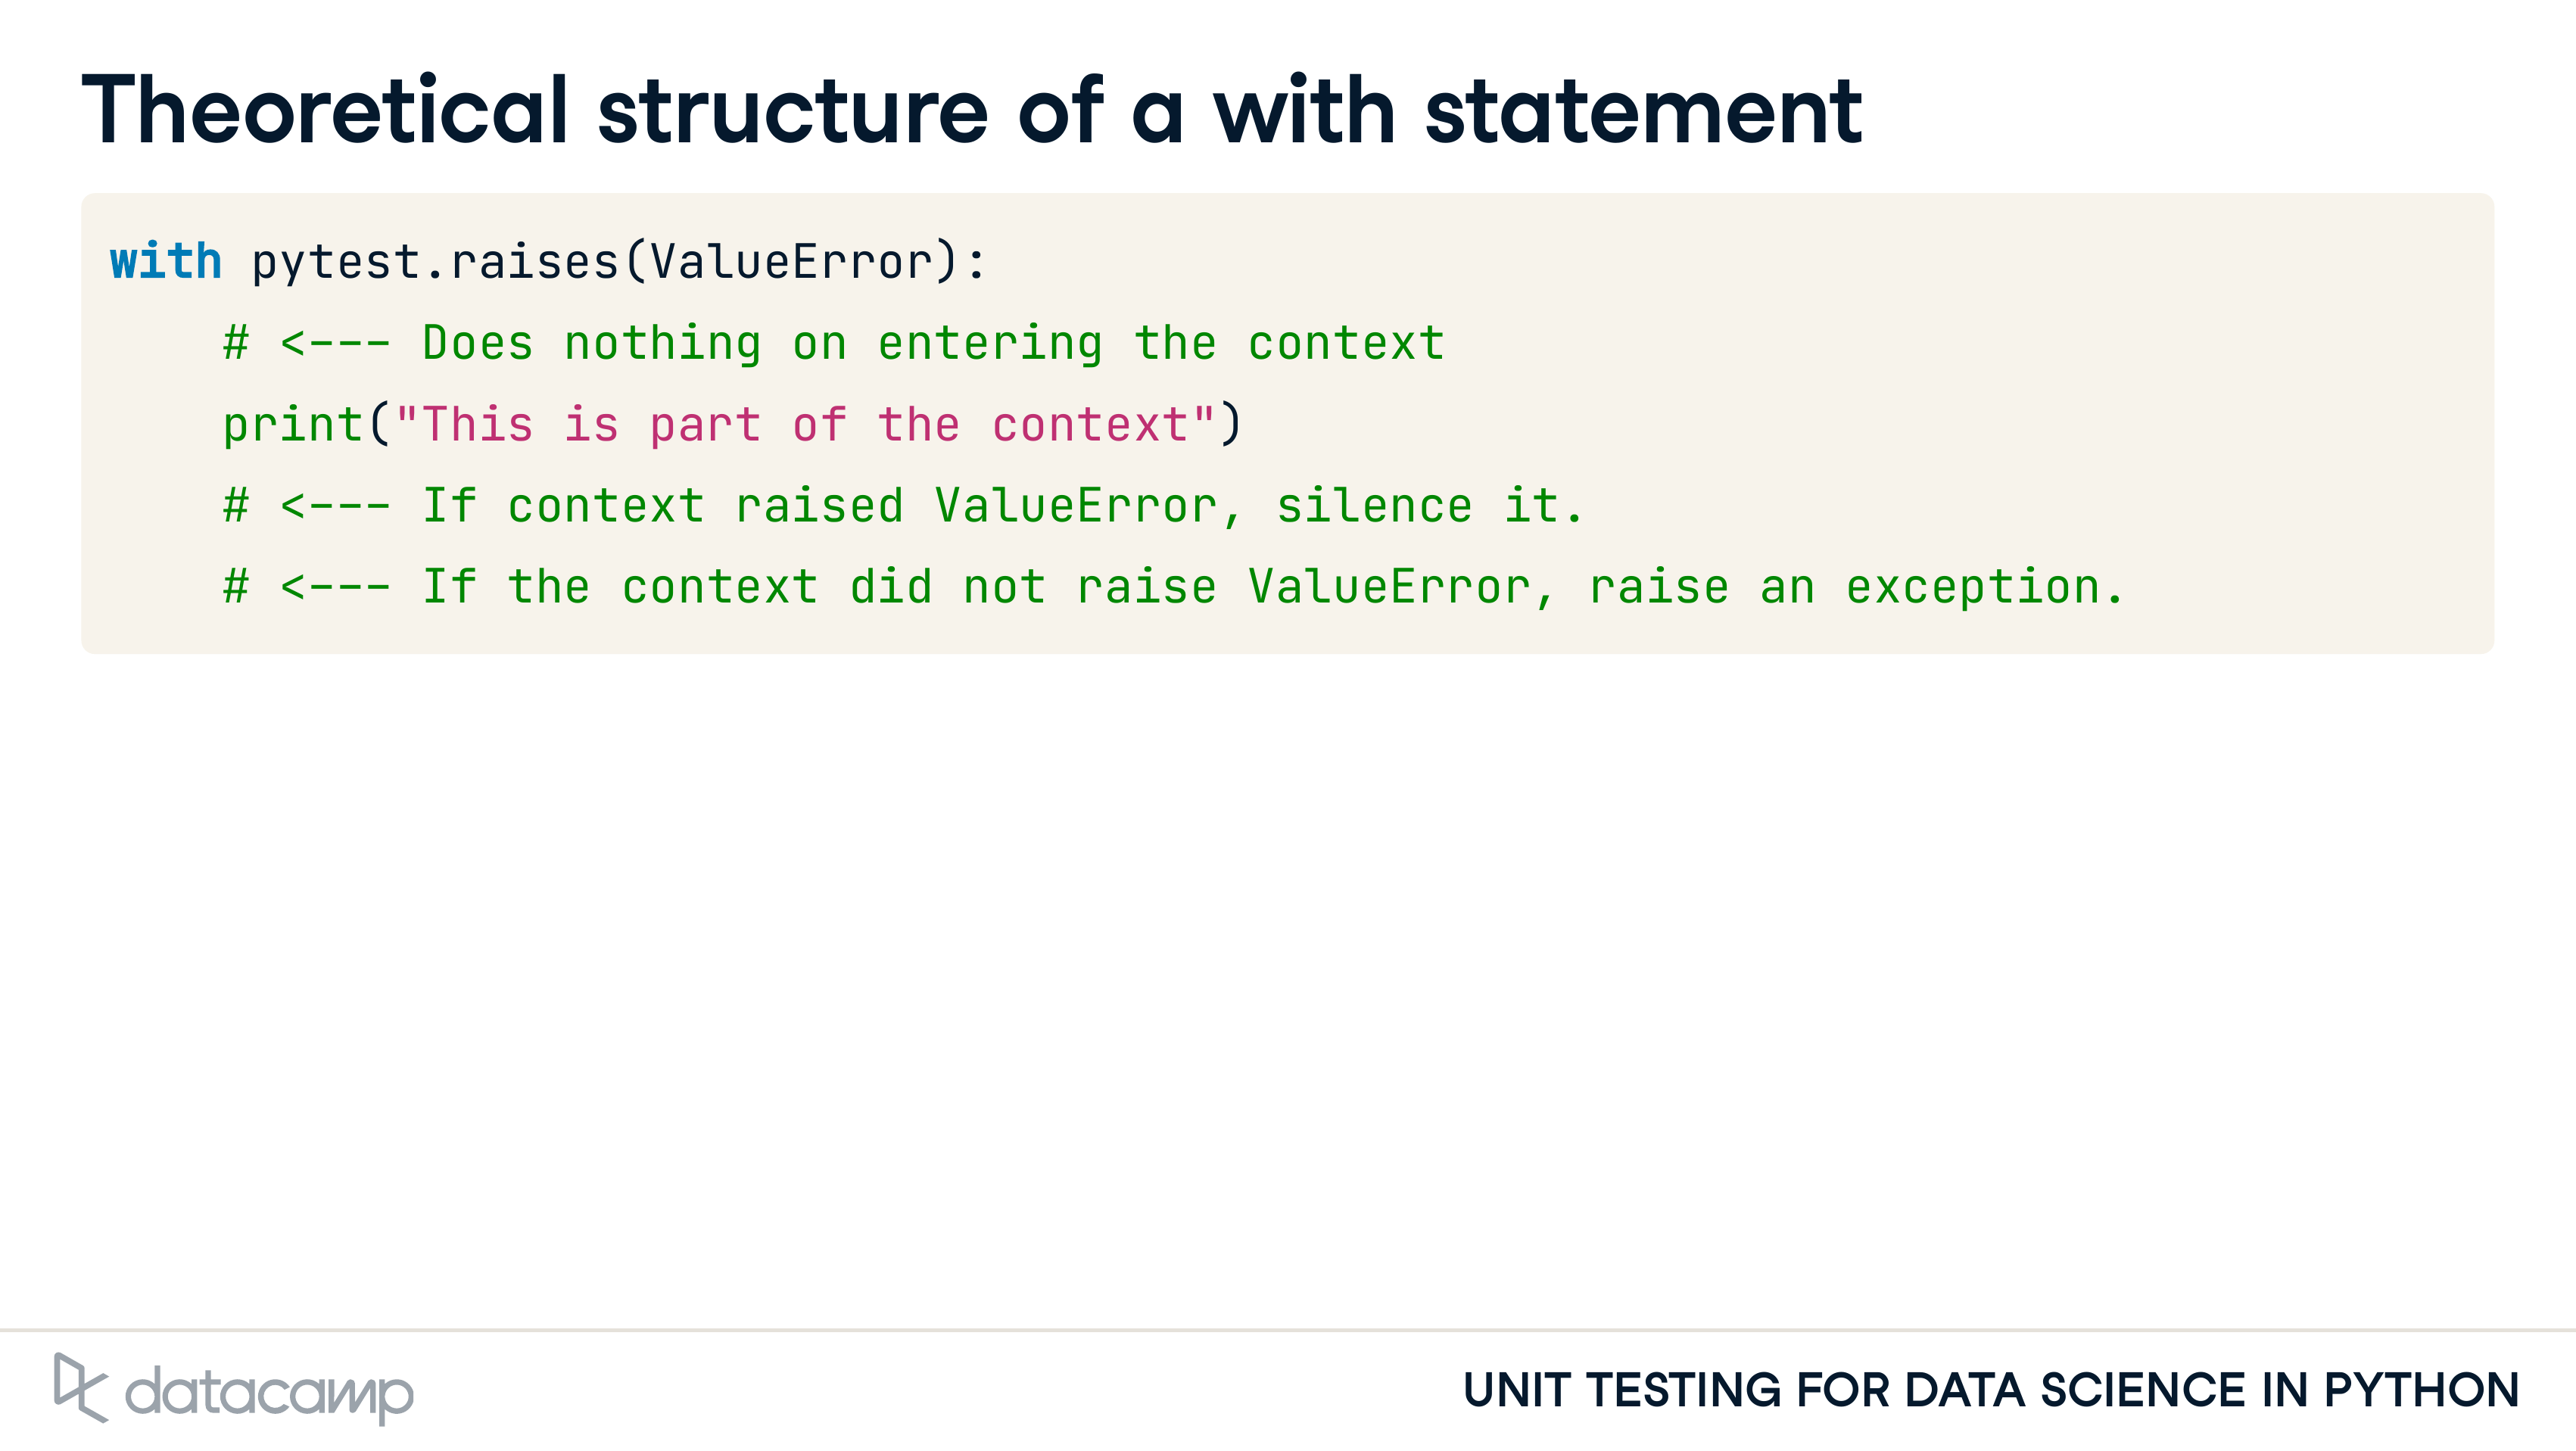 Theoretical structure of a with statement
with pytest.raises(ValueError):
    # <--- Does nothing on entering the context
    print("This is part of the context")
    # <--- If context raised ValueError, silence it.
    # <--- If the context did not raise ValueError, raise an exception.
datacamp
UNIT TESTING FOR DATA SCIENCE IN PYTHON